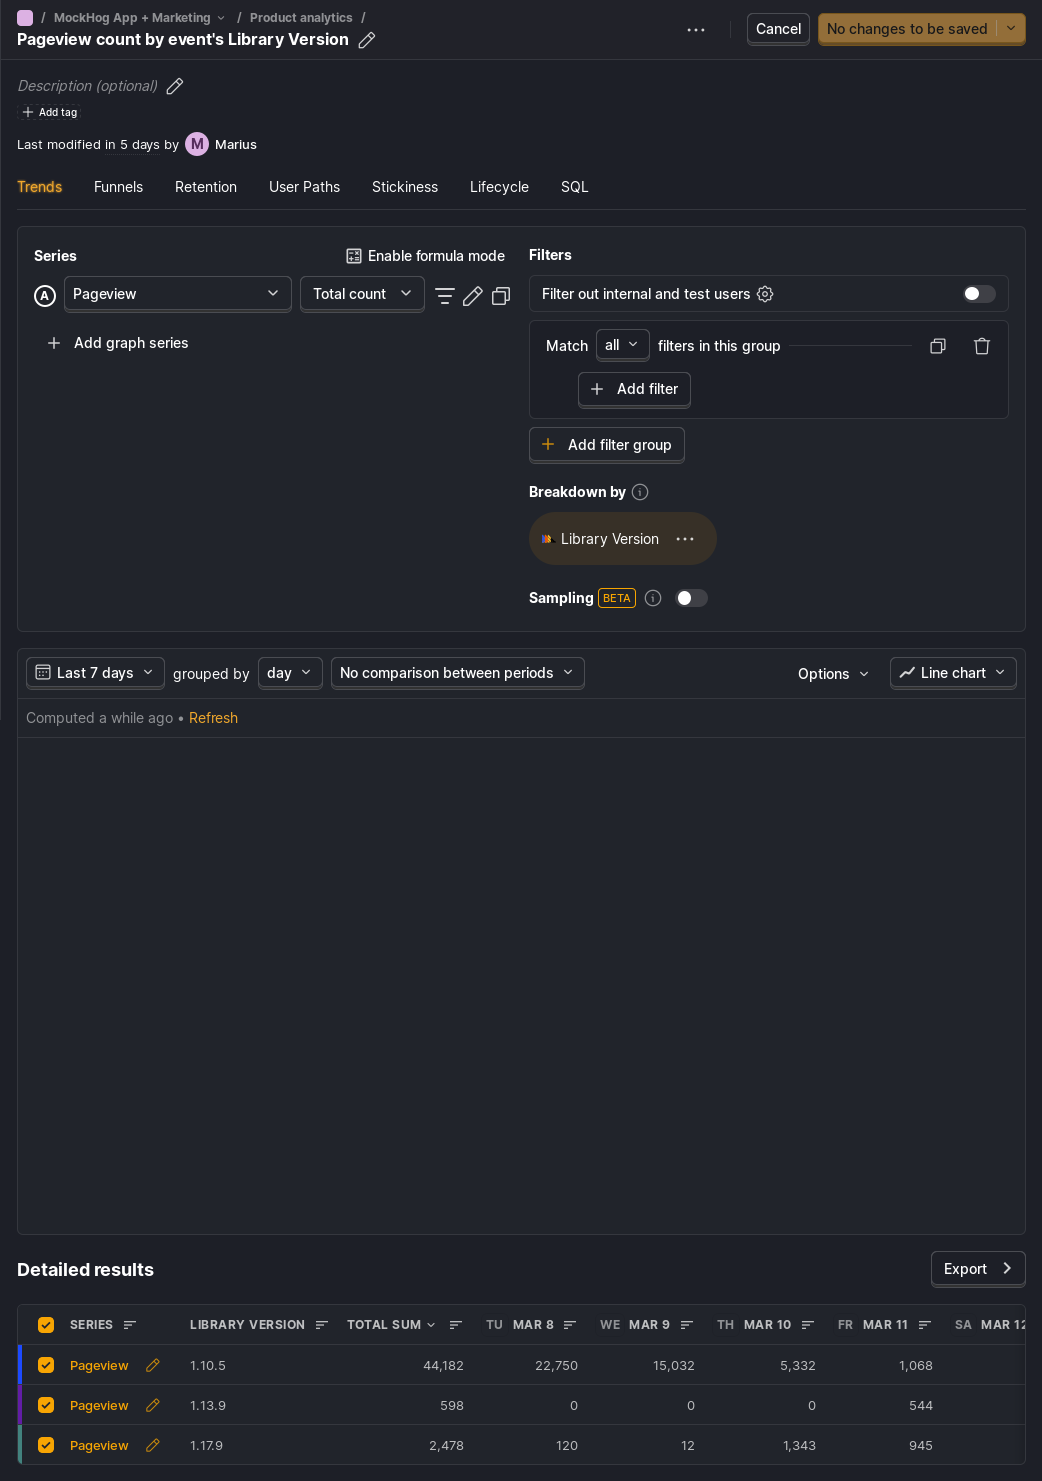 / MockHog App + Marketing / Product analytics /
Pageview count by event's Library Version
Cancel
No changes to be saved
Description (optional)
Add tag
Last modified in 5 days by M Marius
Trends Funnels Retention User Paths Stickiness Lifecycle SQL
Series
Enable formula mode
A Pageview Total count
Add graph series
Filters
Filter out internal and test users
Match all filters in this group
Add filter
Add filter group
Breakdown by
Library Version
Sampling BETA
Last 7 days grouped by day No comparison between periods Options Line chart
Computed a while ago • Refresh
Detailed results
Export
SERIES LIBRARY VERSION TOTAL SUM TU MAR 8 WE MAR 9 TH MAR 10 FR MAR 11 SA MAR 12
Pageview 1.10.5 44,182 22,750 15,032 5,332 1,068
Pageview 1.13.9 598 0 0 0 544
Pageview 1.17.9 2,478 120 12 1,343 945